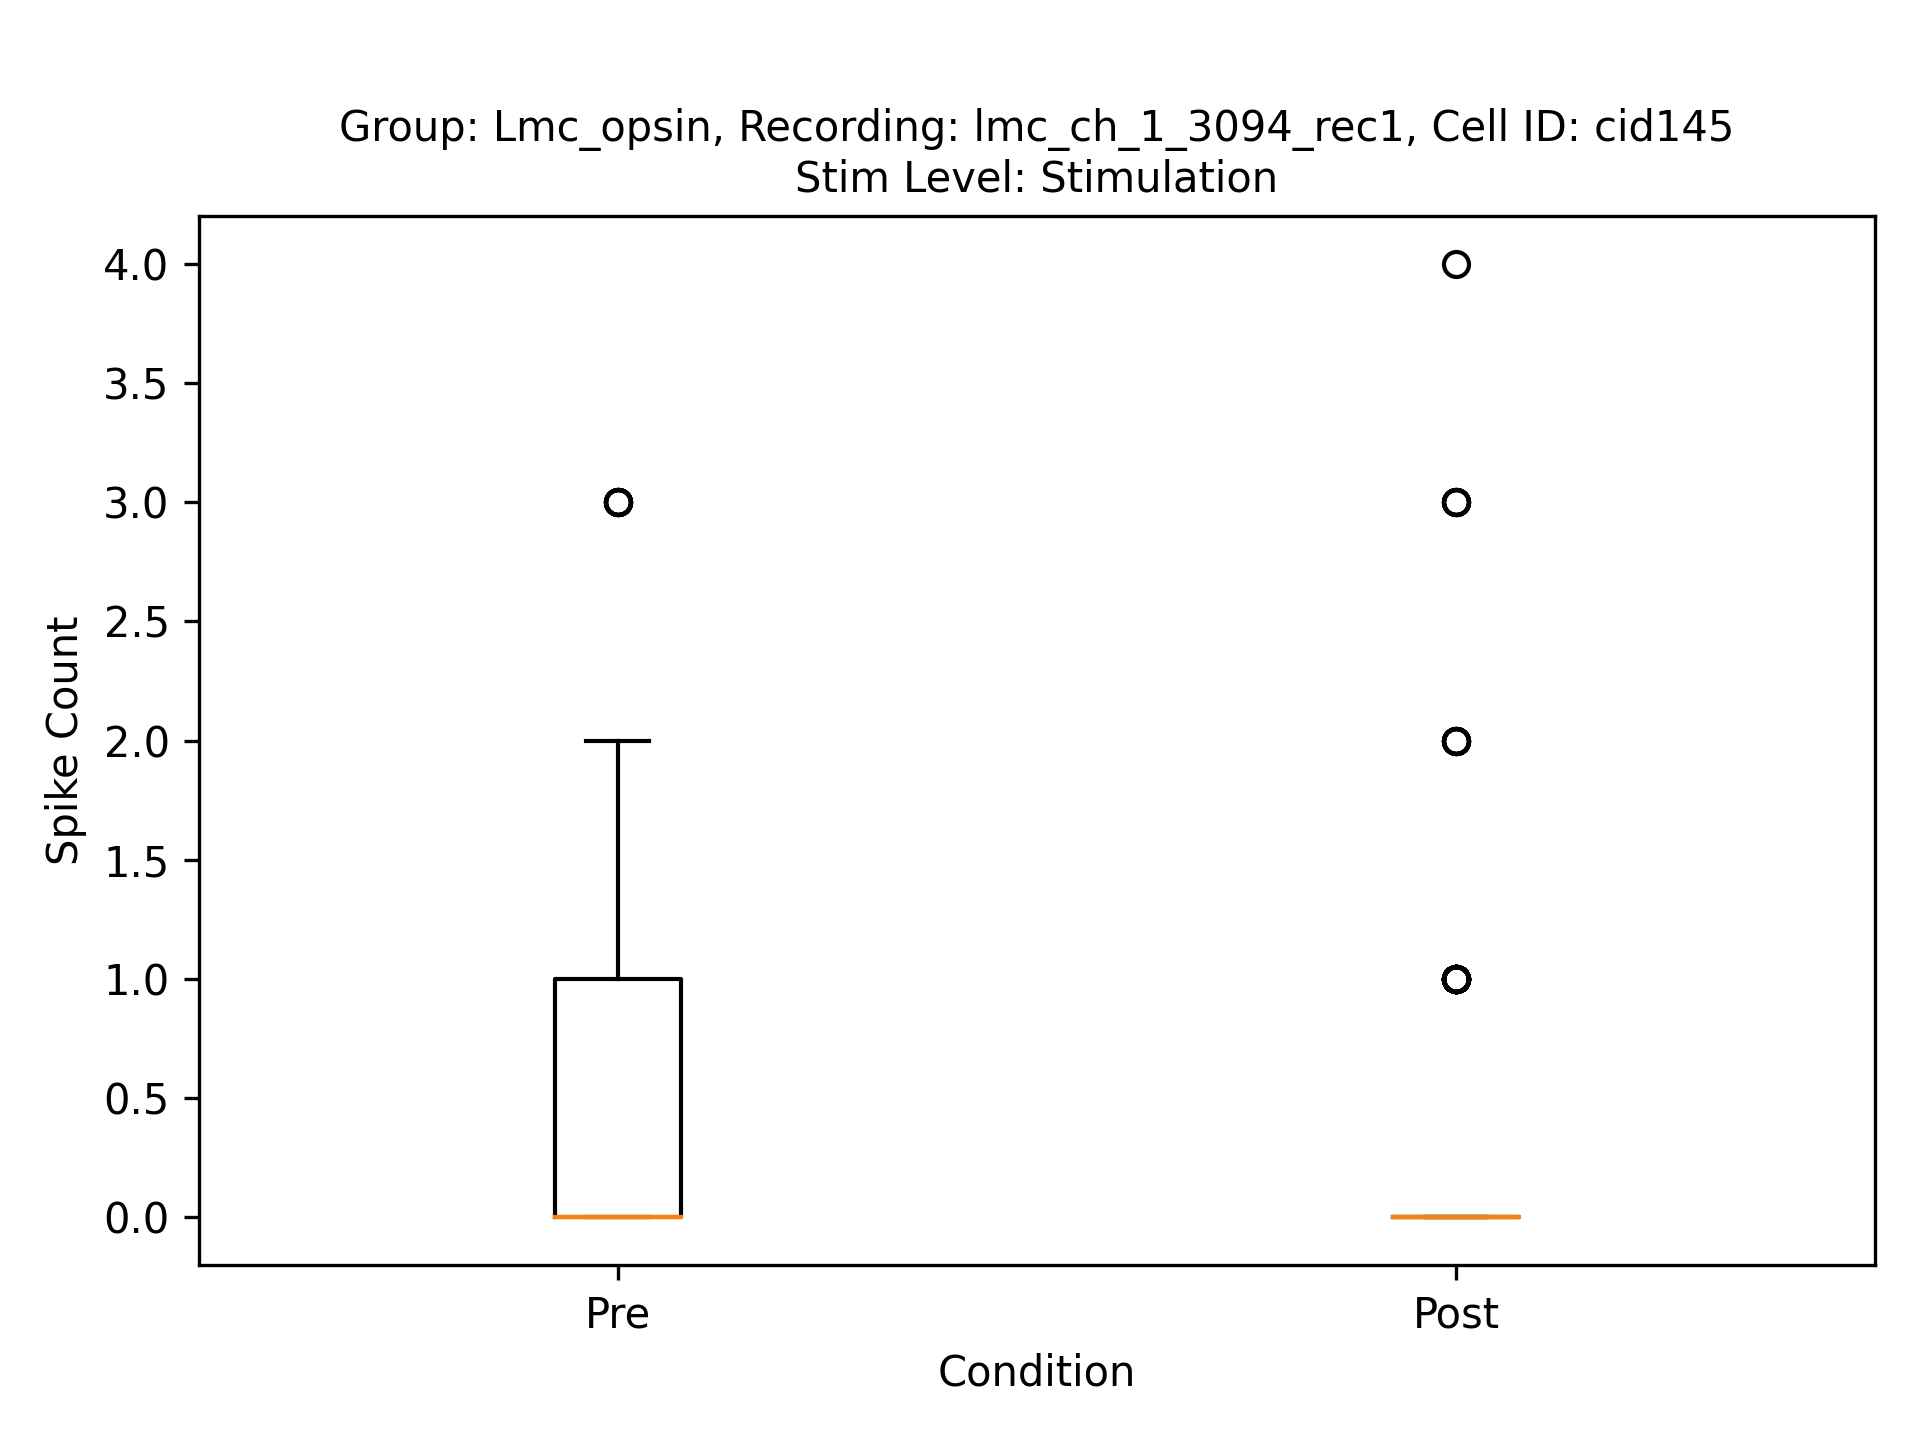 Group: Lmc_opsin, Recording: lmc_ch_1_3094_rec1, Cell ID: cid145
Stim Level: Stimulation
4.0
3.5
3.0
2.5
2.0
1.5
1.0
0.5
0.0
Spike Count
Pre
Post
Condition